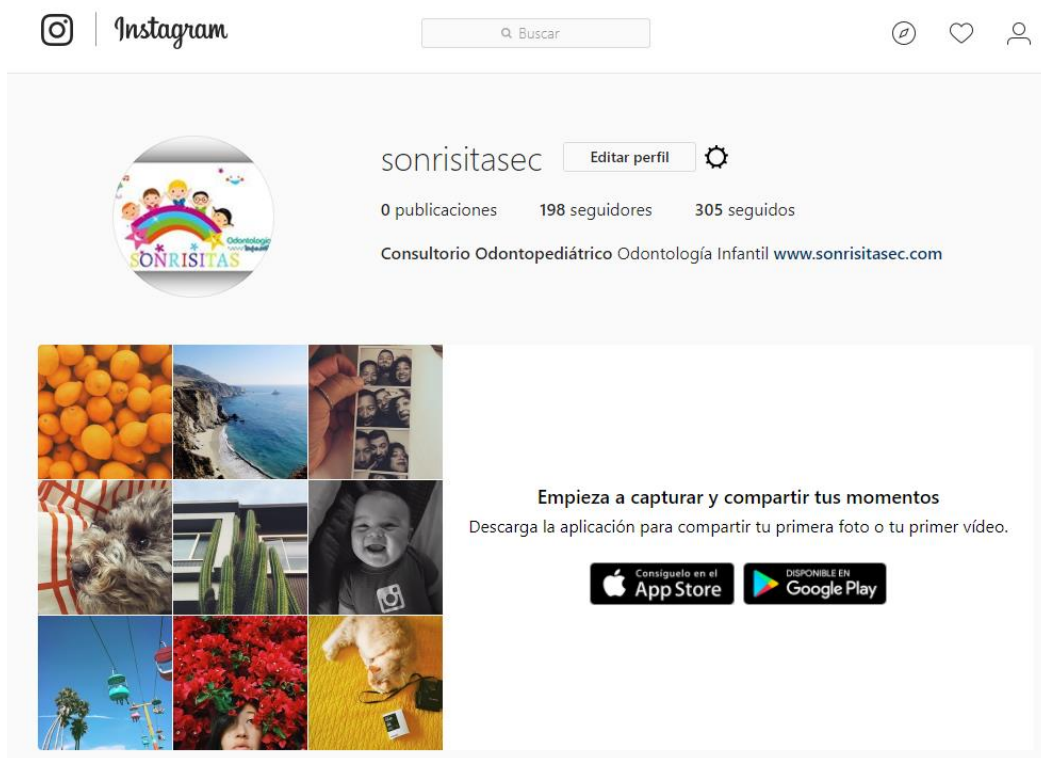 Instagram
Buscar
sonrisitasec
Editar perfil
0 publicaciones 198 seguidores 305 seguidos
Consultorio Odontopediátrico Odontología Infantil www.sonrisitasec.com
Odontología
Infantil
SONRISITAS
Empieza a capturar y compartir tus momentos
Descarga la aplicación para compartir tu primera foto o tu primer vídeo.
Consíguelo en el
App Store
DISPONIBLE EN
Google Play